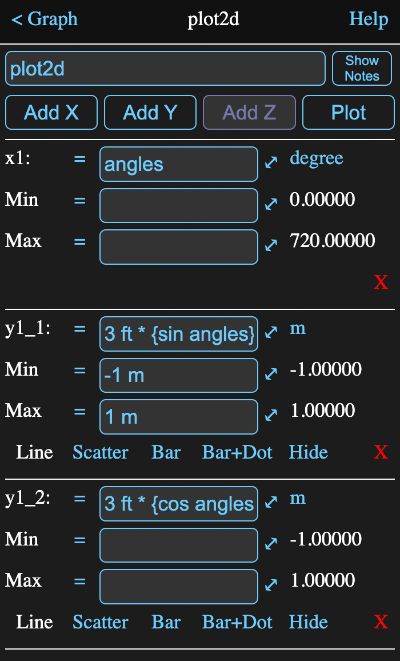 < Graph plot2d Help
plot2d Show Notes
Add X Add Y Add Z Plot
x1: = angles degree
Min = 0.00000
Max = 720.00000
X
y1_1: = 3 ft * {sin angles} m
Min = -1 m -1.00000
Max = 1 m 1.00000
Line Scatter Bar Bar+Dot Hide X
y1_2: = 3 ft * {cos angles m
Min = -1.00000
Max = 1.00000
Line Scatter Bar Bar+Dot Hide X